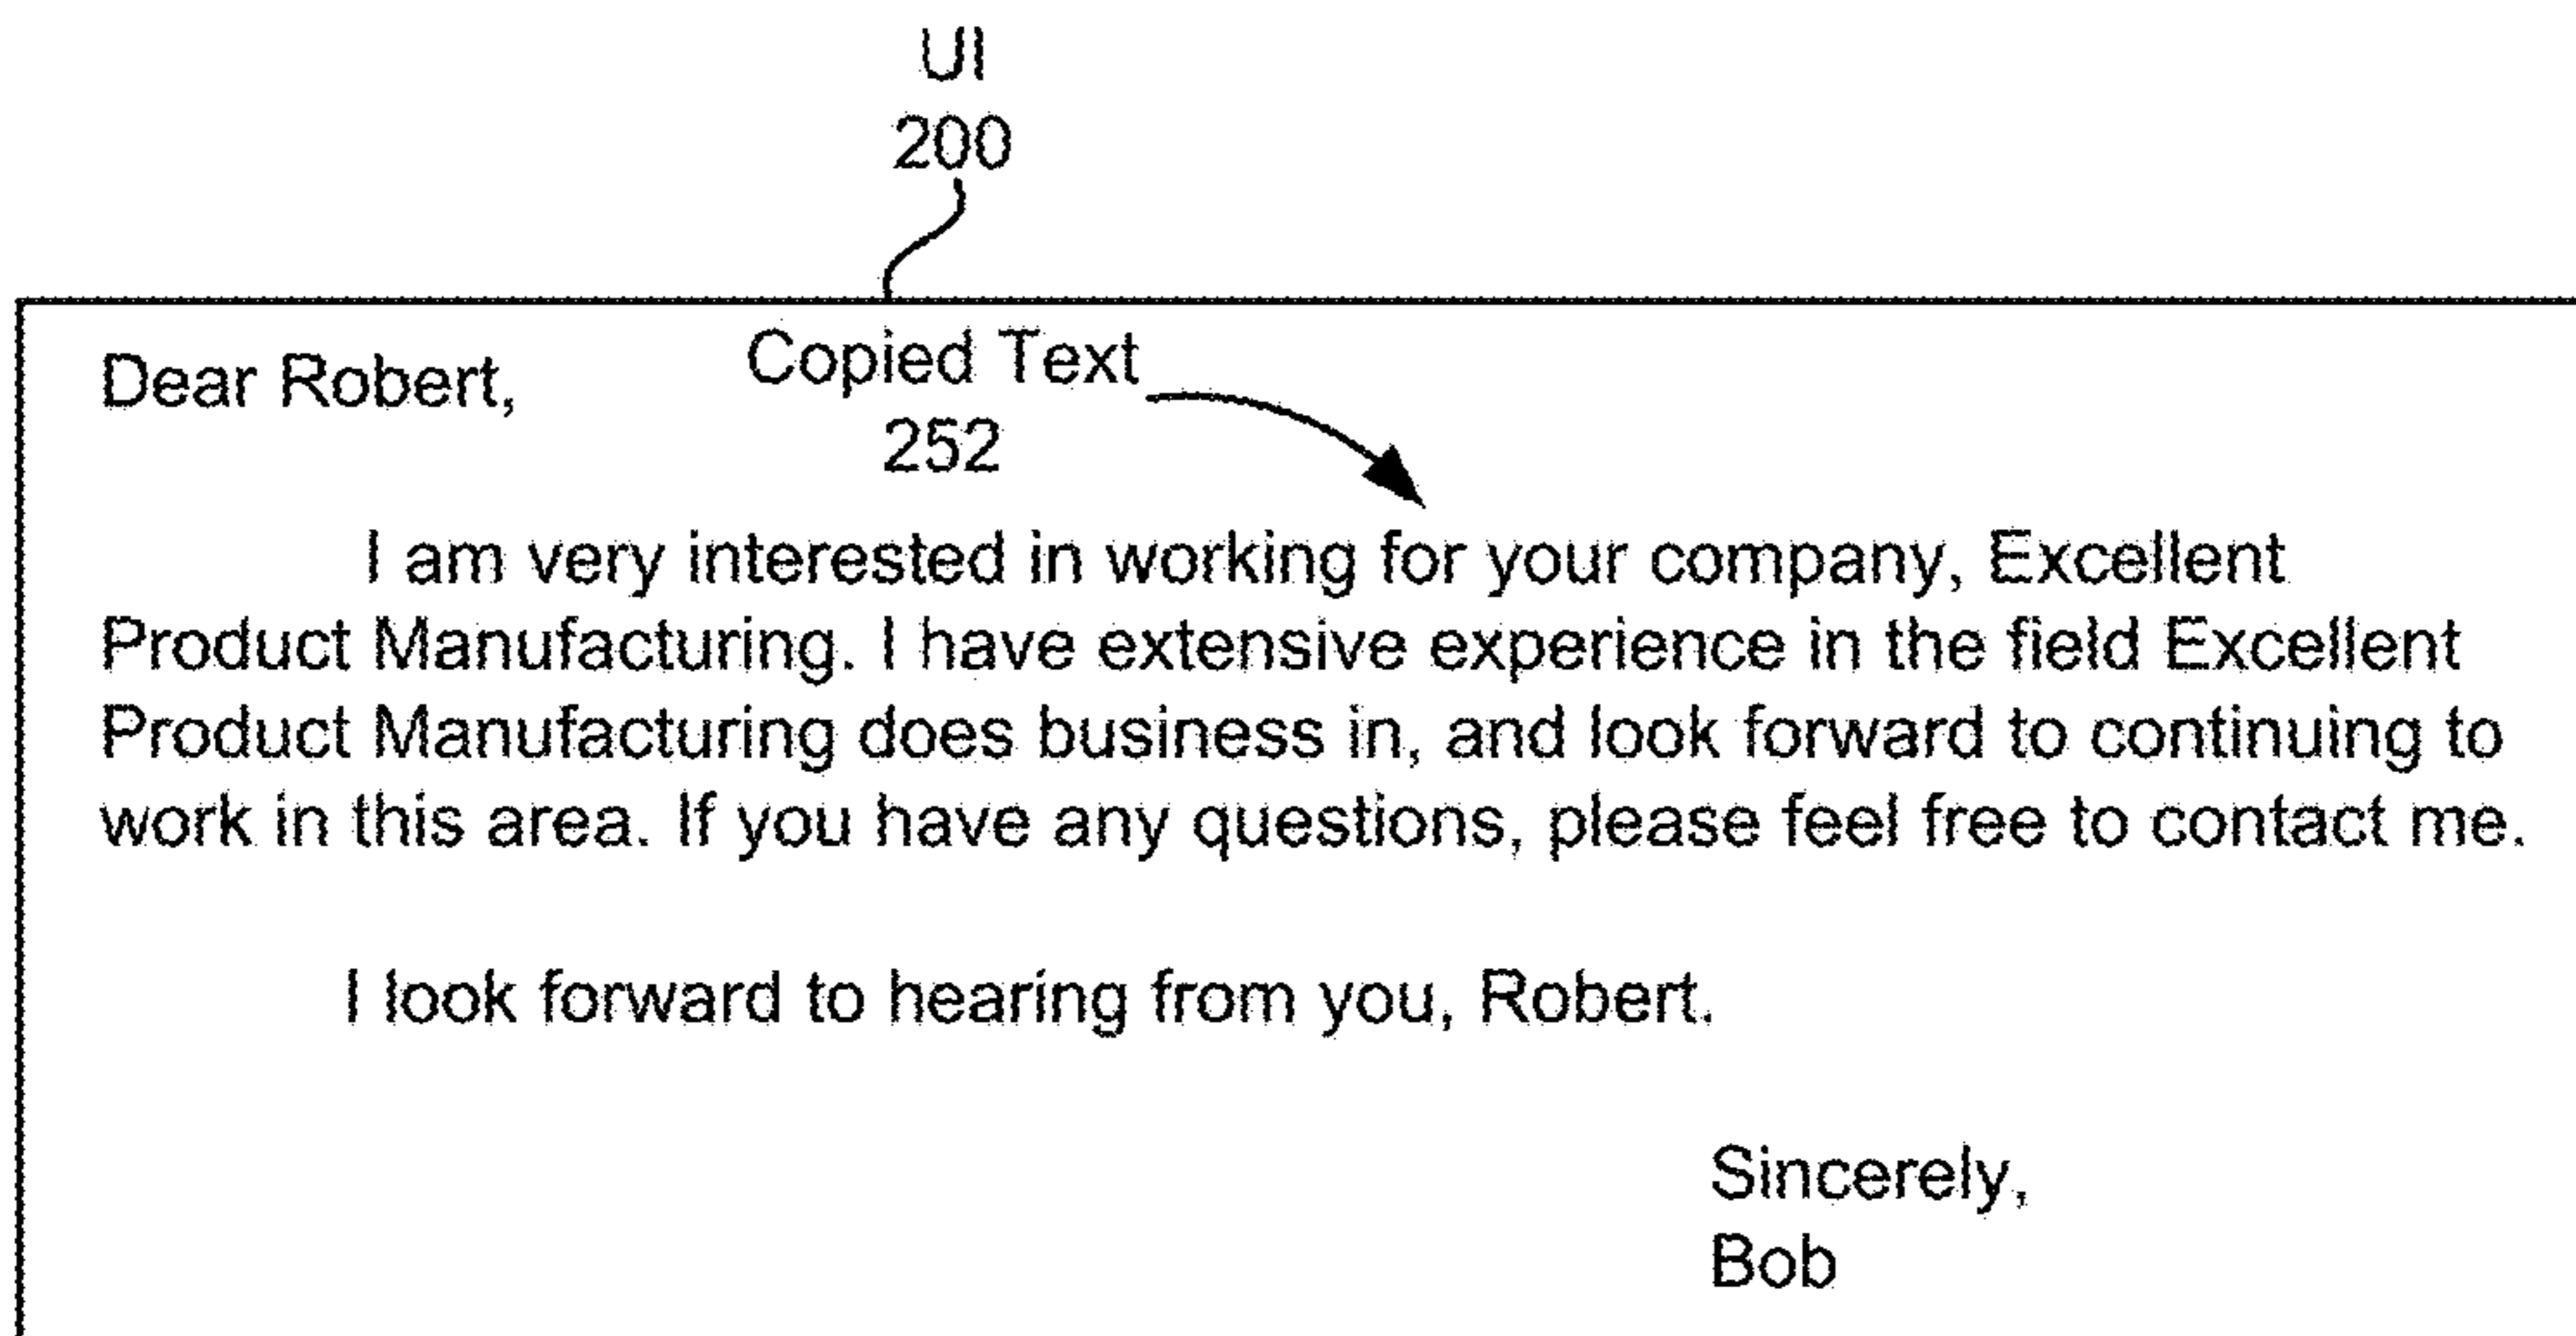 UI
200
Dear Robert,
Copied Text
252
I am very interested in working for your company, Excellent
Product Manufacturing. I have extensive experience in the field Excellent
Product Manufacturing does business in, and look forward to continuing to
work in this area. If you have any questions, please feel free to contact me.
I look forward to hearing from you, Robert.
Sincerely,
Bob